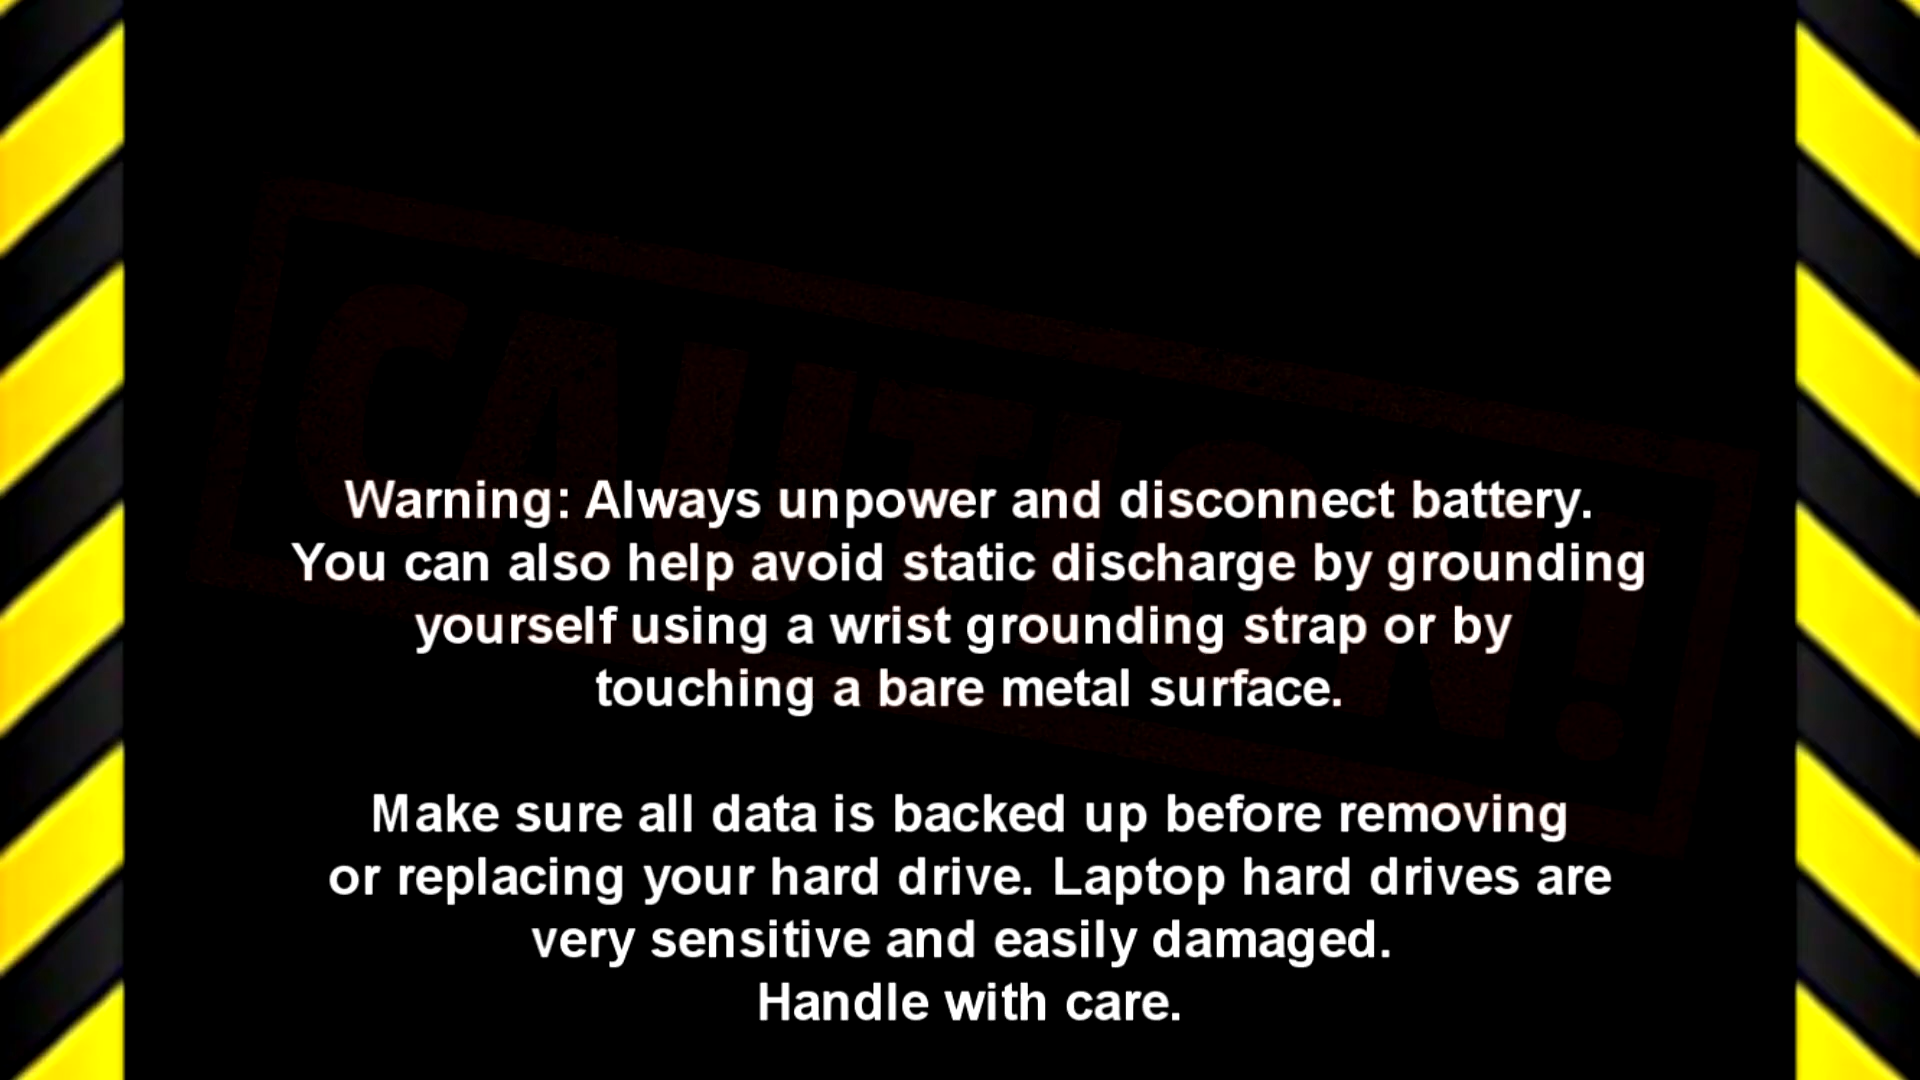 CAUTION!
Warning: Always unpower and disconnect battery.
You can also help avoid static discharge by grounding
yourself using a wrist grounding strap or by
touching a bare metal surface.
Make sure all data is backed up before removing
or replacing your hard drive. Laptop hard drives are
very sensitive and easily damaged.
Handle with care.